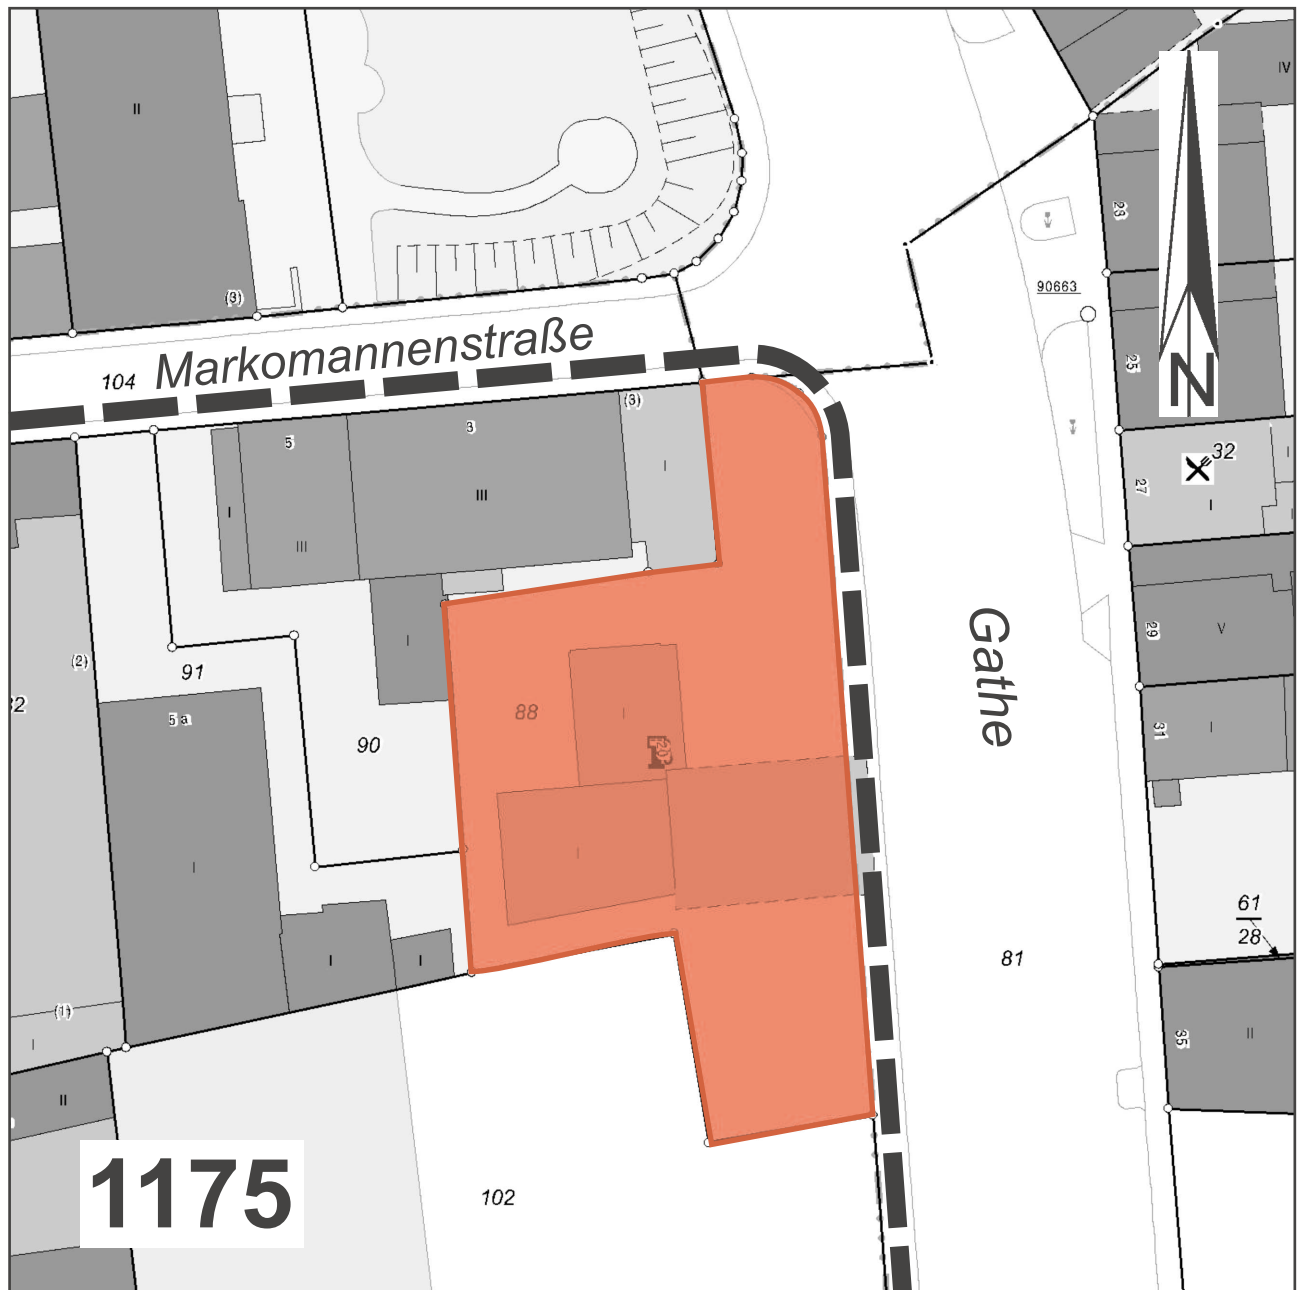 II
IV
23
(3)
90663
Markomannenstraße
104
25
N
(3)
3
5
I
32
27
III
I
I
I
III
Gathe
29
V
I
(2)
91
88
I
31
I
5 a
90
I
I
61
28
81
I
I
(1)
I
35
II
II
1175
102